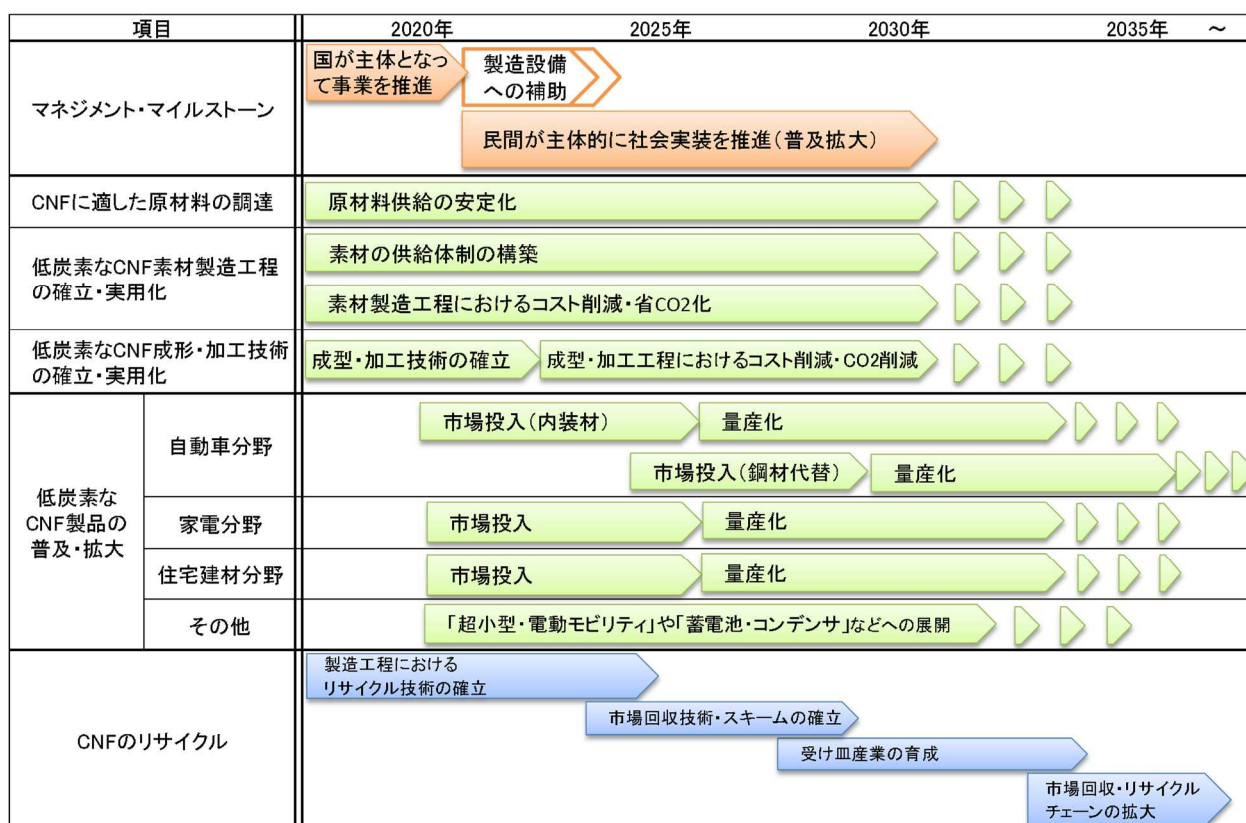 項目
2020年
2025年
2030年
2035年
～
マネジメント・マイルストーン
国が主体となっ
て事業を推進
製造設備
への補助
民間が主体的に社会実装を推進(普及拡大)
CNFに適した原材料の調達
原材料供給の安定化
低炭素なCNF素材製造工程
の確立・実用化
素材の供給体制の構築
素材製造工程におけるコスト削減・省CO2化
低炭素なCNF成形・加工技術
の確立・実用化
成型・加工技術の確立
成型・加工工程におけるコスト削減・CO2削減
低炭素な
CNF製品の
普及・拡大
自動車分野
市場投入(内装材)
量産化
市場投入(鋼材代替)
量産化
家電分野
市場投入
量産化
住宅建材分野
市場投入
量産化
その他
「超小型・電動モビリティ」や「蓄電池・コンデンサ」などへの展開
CNFのリサイクル
製造工程における
リサイクル技術の確立
市場回収技術・スキームの確立
受け皿産業の育成
市場回収・リサイクル
チェーンの拡大